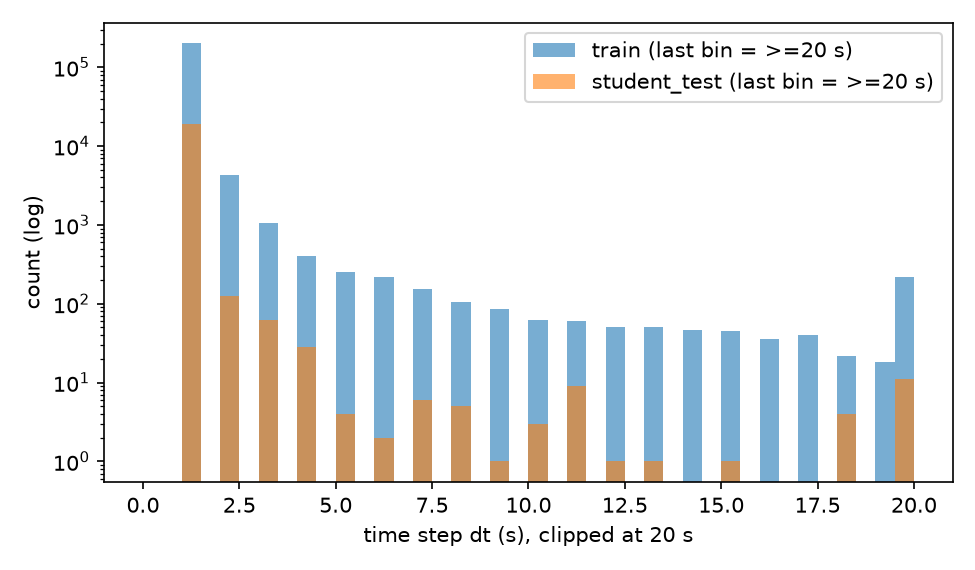 train (last bin = >=20 s)
student_test (last bin = >=20 s)
count (log)
10^5
10^4
10^3
10^2
10^1
10^0
0.0 2.5 5.0 7.5 10.0 12.5 15.0 17.5 20.0
time step dt (s), clipped at 20 s